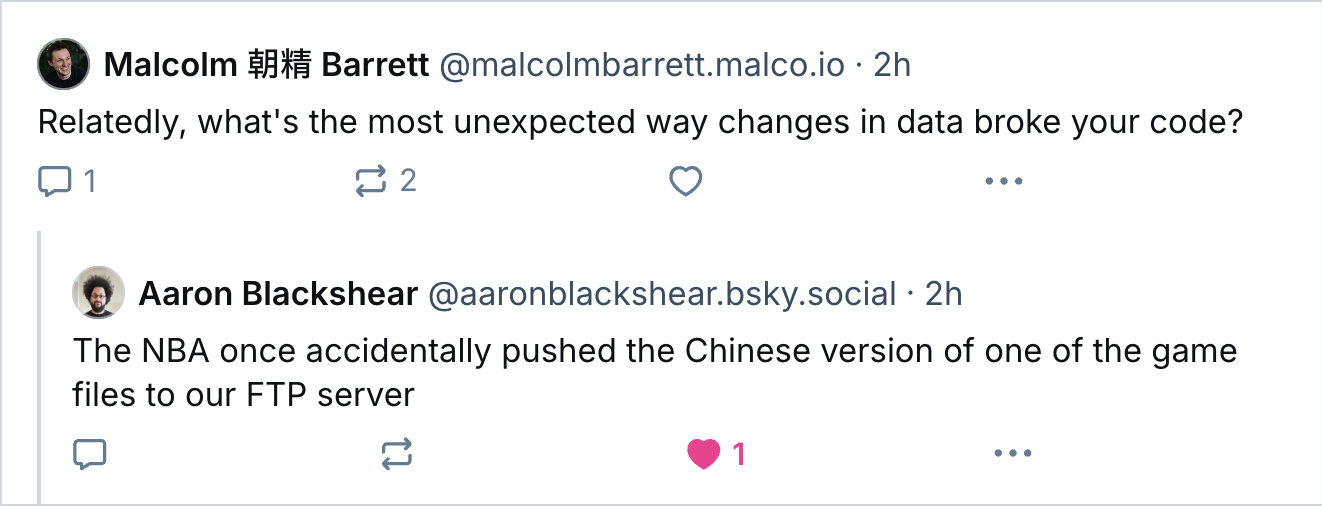 Malcolm 朝精 Barrett @malcolmbarrett.malco.io · 2h
Relatedly, what's the most unexpected way changes in data broke your code?
1 2
Aaron Blackshear @aaronblackshear.bsky.social · 2h
The NBA once accidentally pushed the Chinese version of one of the game
files to our FTP server
1